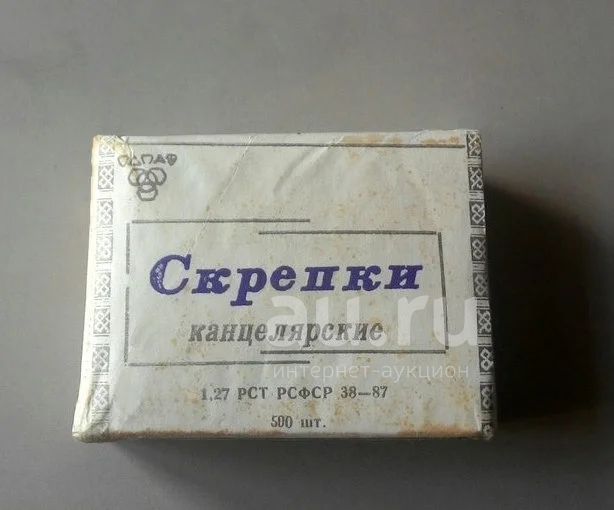 Скрепки
канцелярские
au.ru
интернет-аукцион
1,27 РСТ РСФСР 38—87
500 шт.